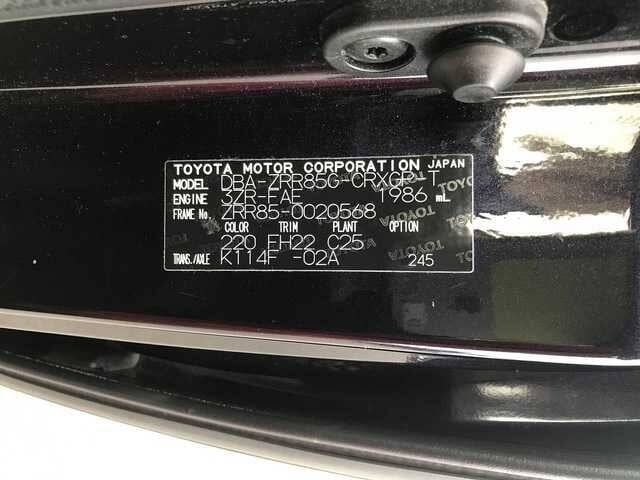 TOYOTA MOTOR CORPORATION JAPAN
MODEL DBA-ZRR85G-CRXGP-T
ENGINE 3ZR-FAE 1986 mL
FRAME No. ZRR85-0020568
COLOR TRIM PLANT OPTION
220 FH22 C25
TRANS./AXLE K114F -02A 245